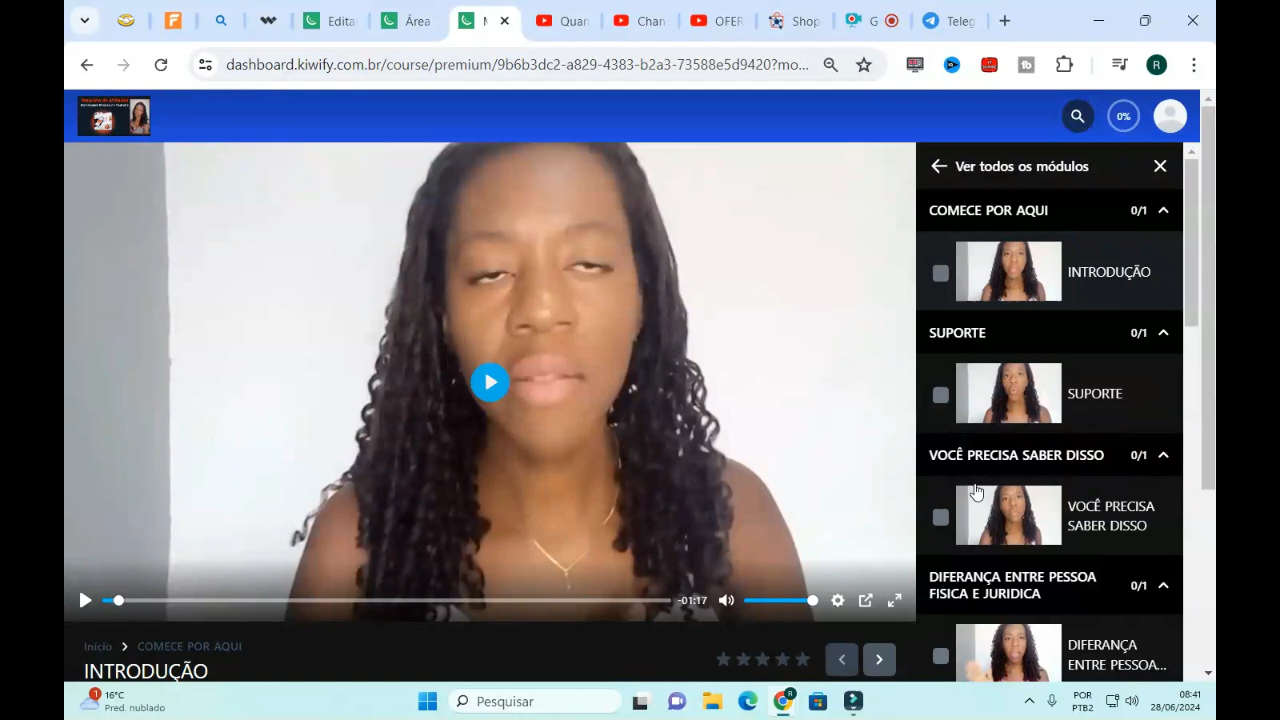 Edita
Área
Quan
Chan
OFER
Shop
G
Teleg
dashboard.kiwify.com.br/course/premium/9b6b3dc2-a829-4383-b2a3-73588e5d9420?mo...
R
0%
Ver todos os módulos
COMECE POR AQUI 0/1
INTRODUÇÃO
SUPORTE 0/1
SUPORTE
VOCÊ PRECISA SABER DISSO 0/1
VOCÊ PRECISA
SABER DISSO
DIFERANÇA ENTRE PESSOA
FISICA E JURIDICA 0/1
DIFERANÇA
ENTRE PESSOA...
-01:17
Início > COMECE POR AQUI
INTRODUÇÃO
1
16°C
Pred. nublado
Pesquisar
POR
PTB2
08:41
28/06/2024